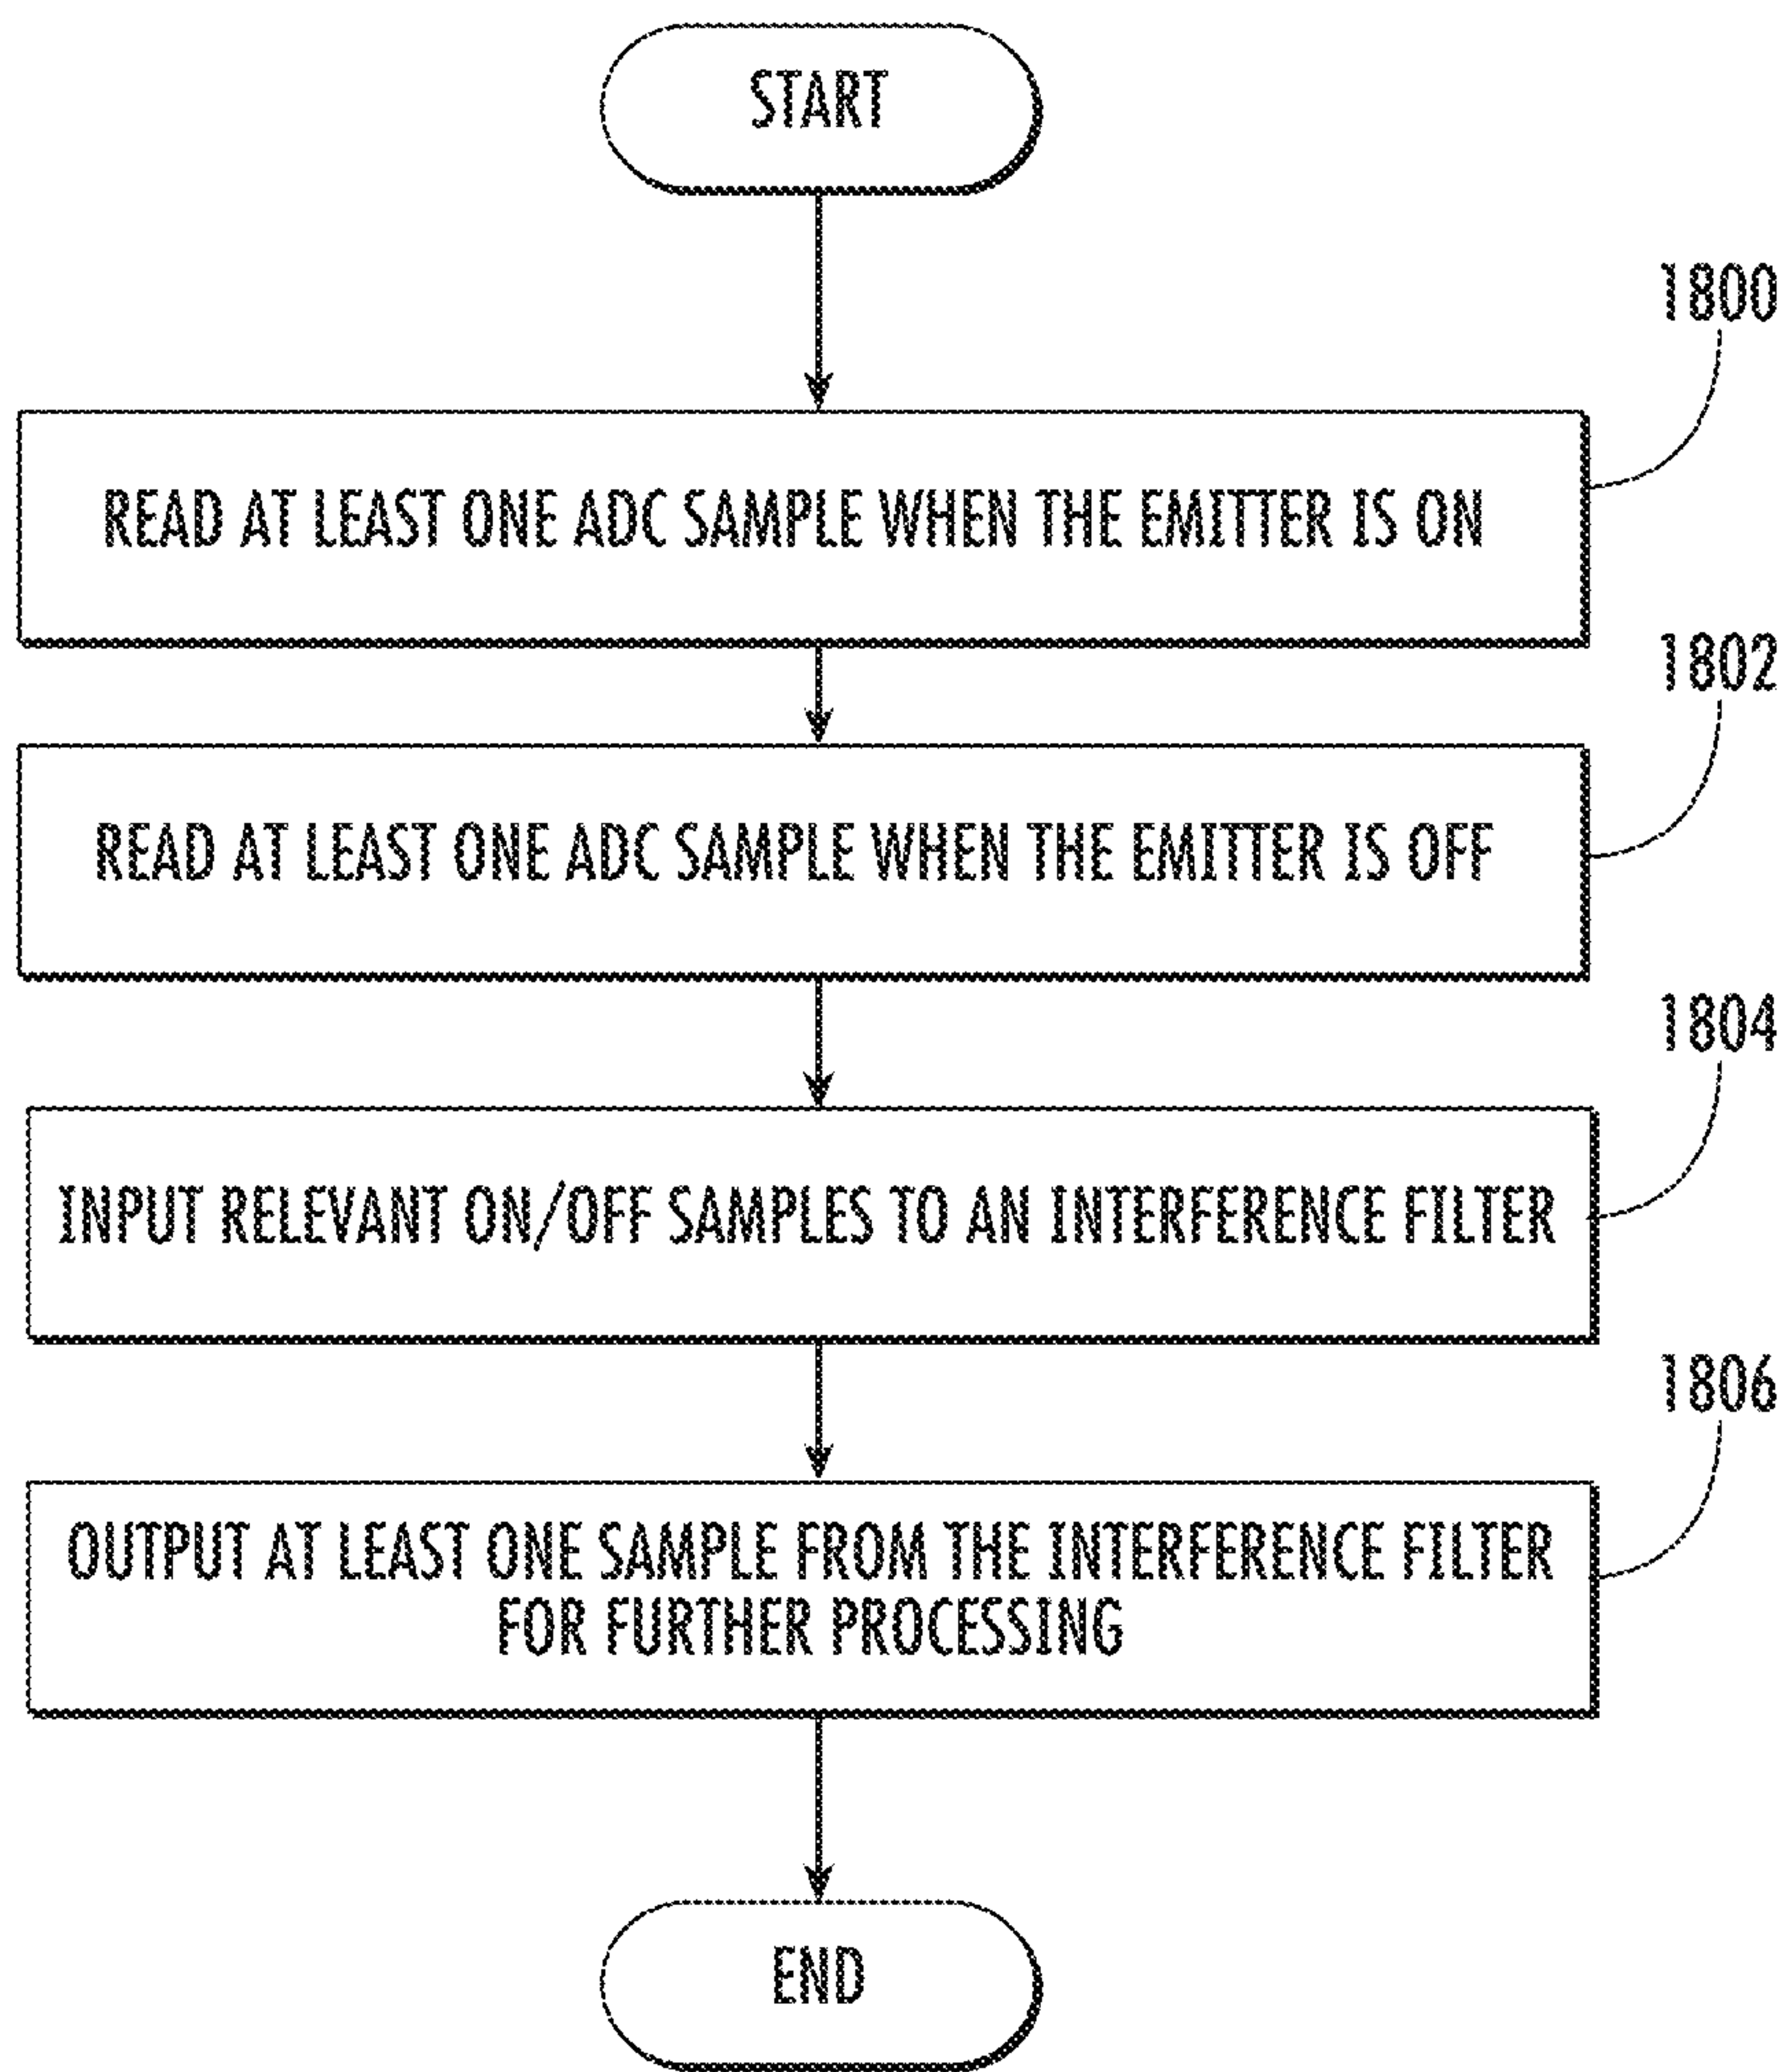 START
1800
READ AT LEAST ONE ADC SAMPLE WHEN THE EMITTER IS ON
1802
READ AT LEAST ONE ADC SAMPLE WHEN THE EMITTER IS OFF
1804
INPUT RELEVANT ON/OFF SAMPLES TO AN INTERFERENCE FILTER
1806
OUTPUT AT LEAST ONE SAMPLE FROM THE INTERFERENCE FILTER
FOR FURTHER PROCESSING
END